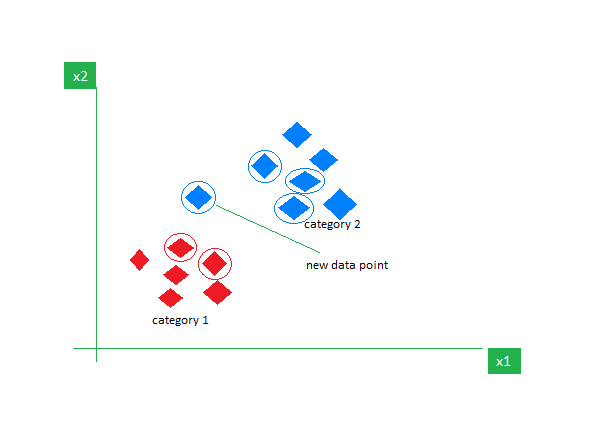 x2
category 2
new data point
category 1
x1